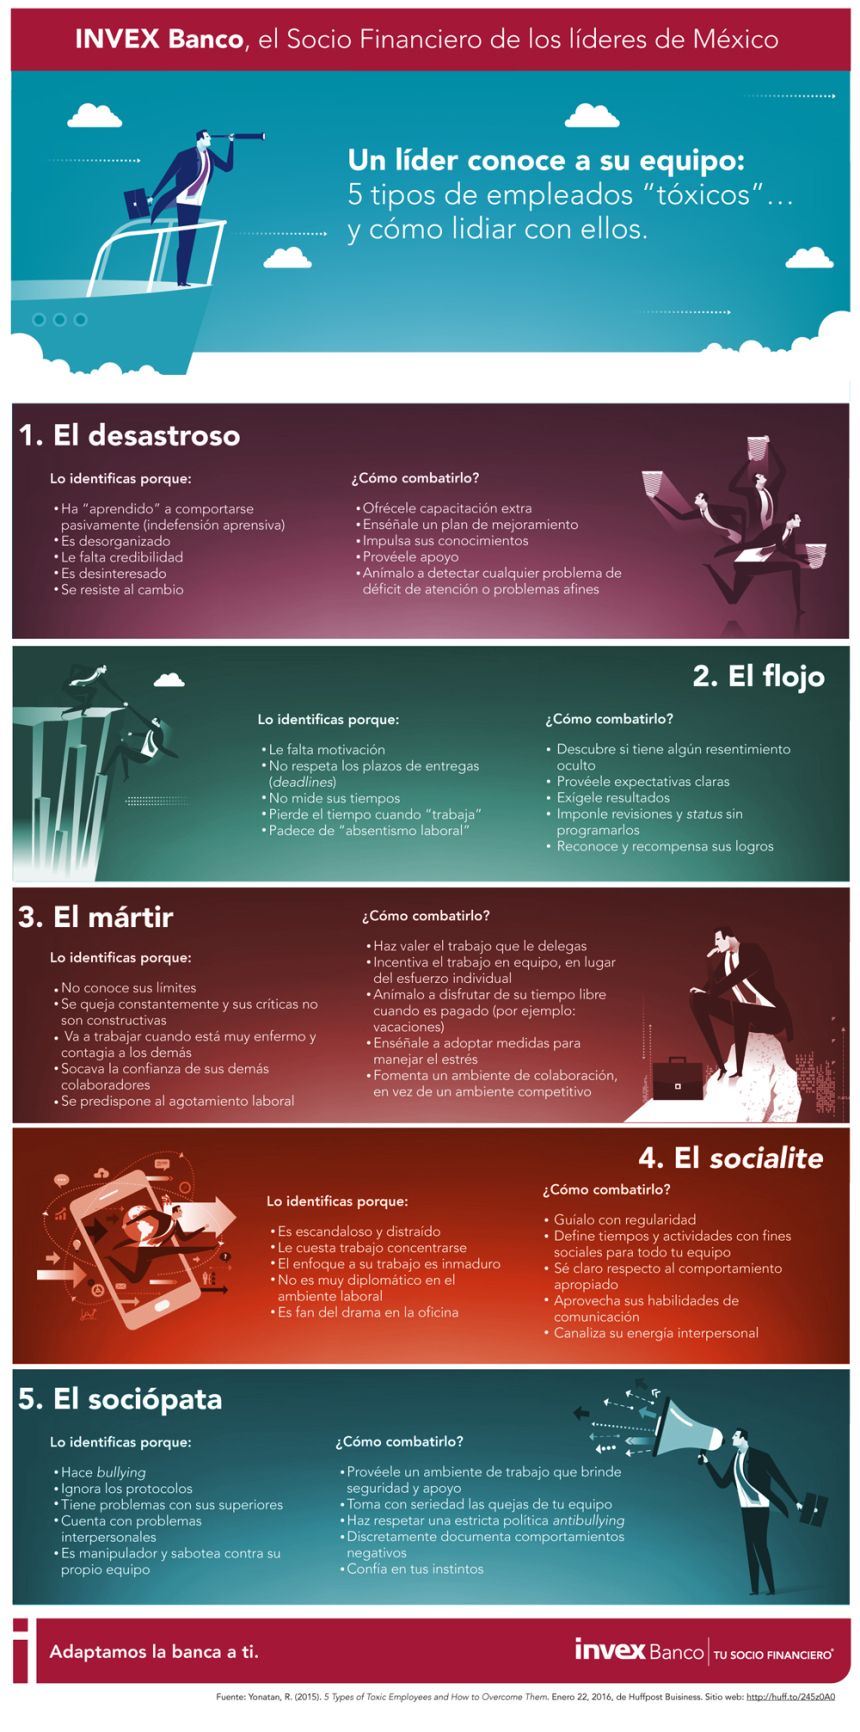 INVEX Banco, el Socio Financiero de los líderes de México
Un líder conoce a su equipo:
5 tipos de empleados “tóxicos”...
y cómo lidiar con ellos.
1. El desastroso
Lo identificas porque:
• Ha “aprendido” a comportarse
pasivamente (indefensión aprensiva)
• Es desorganizado
• Le falta credibilidad
• Es desinteresado
• Se resiste al cambio
¿Cómo combatirlo?
• Ofrécele capacitación extra
• Enséñale un plan de mejoramiento
• Impulsa sus conocimientos
• Provéele apoyo
• Anímalo a detectar cualquier problema de
déficit de atención o problemas afines
2. El flojo
Lo identificas porque:
• Le falta motivación
• No respeta los plazos de entregas
(deadlines)
• No mide sus tiempos
• Pierde el tiempo cuando “trabaja”
• Padece de “absentismo laboral”
¿Cómo combatirlo?
• Descubre si tiene algún resentimiento
oculto
• Provéele expectativas claras
• Exígele resultados
• Imponle revisiones y status sin
programarlos
• Reconoce y recompensa sus logros
3. El mártir
Lo identificas porque:
• No conoce sus límites
• Se queja constantemente y sus críticas no
son constructivas
• Va a trabajar cuando está muy enfermo y
contagia a los demás
• Socava la confianza de sus demás
colaboradores
• Se predispone al agotamiento laboral
¿Cómo combatirlo?
• Haz valer el trabajo que le delegas
• Incentiva el trabajo en equipo, en lugar
del esfuerzo individual
• Anímalo a disfrutar de su tiempo libre
cuando es pagado (por ejemplo:
vacaciones)
• Enséñale a adoptar medidas para
manejar el estrés
• Fomenta un ambiente de colaboración,
en vez de un ambiente competitivo
4. El socialite
Lo identificas porque:
• Es escandaloso y distraído
• Le cuesta trabajo concentrarse
• El enfoque a su trabajo es inmaduro
• No es muy diplomático en el
ambiente laboral
• Es fan del drama en la oficina
¿Cómo combatirlo?
• Guíalo con regularidad
• Define tiempos y actividades con fines
sociales para todo tu equipo
• Sé claro respecto al comportamiento
apropiado
• Aprovecha sus habilidades de
comunicación
• Canaliza su energía interpersonal
5. El sociópata
Lo identificas porque:
• Hace bullying
• Ignora los protocolos
• Tiene problemas con sus superiores
• Cuenta con problemas
interpersonales
• Es manipulador y sabotea contra su
propio equipo
¿Cómo combatirlo?
• Provéele un ambiente de trabajo que brinde
seguridad y apoyo
• Toma con seriedad las quejas de tu equipo
• Haz respetar una estricta política antibullying
• Discretamente documenta comportamientos
negativos
• Confía en tus instintos
Adaptamos la banca a ti.
invex Banco | TU SOCIO FINANCIERO®
Fuente: Yonatan, R. (2015). 5 Types of Toxic Employees and How to Overcome Them. Enero 22, 2016, de Huffpost Buisiness. Sitio web: http://huff.to/245z0A0